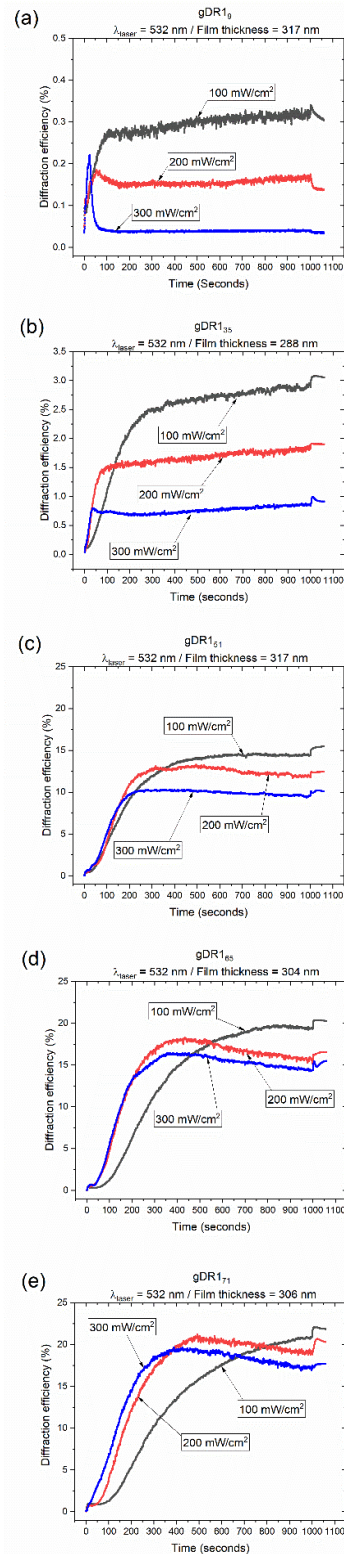 (a)
gDR1₉
λlaser = 532 nm / Film thickness = 317 nm
Diffraction efficiency (%)
0.5
0.4
0.3
0.2
0.1
0.0
100 mW/cm²
200 mW/cm²
300 mW/cm²
0 100 200 300 400 500 600 700 800 900 1000 1100
Time (Seconds)
(b)
gDR1₃₅
λlaser = 532 nm / Film thickness = 288 nm
Diffraction efficiency (%)
3.5
3.0
2.5
2.0
1.5
1.0
0.5
0.0
100 mW/cm²
200 mW/cm²
300 mW/cm²
0 100 200 300 400 500 600 700 800 900 1000 1100
Time (Seconds)
(c)
gDR1₅₁
λlaser = 532 nm / Film thickness = 317 nm
Diffraction efficiency (%)
25
20
15
10
5
0
100 mW/cm²
200 mW/cm²
300 mW/cm²
0 100 200 300 400 500 600 700 800 900 1000 1100
Time (seconds)
(d)
gDR1₆₅
λlaser = 532 nm / Film thickness = 304 nm
Diffraction efficiency (%)
25
20
15
10
5
0
100 mW/cm²
200 mW/cm²
300 mW/cm²
0 100 200 300 400 500 600 700 800 900 1000 1100
Time (seconds)
(e)
gDR1₇₁
λlaser = 532 nm / Film thickness = 306 nm
Diffraction efficiency (%)
25
20
15
10
5
0
300 mW/cm²
100 mW/cm²
200 mW/cm²
0 100 200 300 400 500 600 700 800 900 1000 1100
Time (seconds)